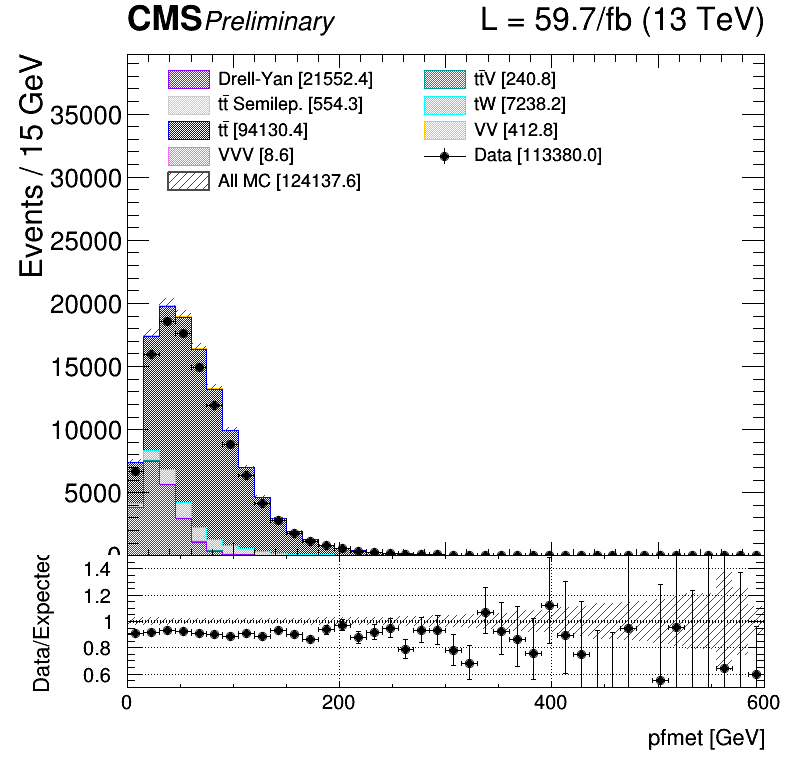 CMS Preliminary L = 59.7/fb (13 TeV)
Drell-Yan [21552.4] tt̄V [240.8]
tt̄ Semilep. [554.3] tW [7238.2]
tt̄ [94130.4] VV [412.8]
VVV [8.6] Data [113380.0]
All MC [124137.6]
Events / 15 GeV
35000
30000
25000
20000
15000
10000
5000
0
Data/Expected
1.4
1.2
1
0.8
0.6
0 200 400 600
pfmet [GeV]